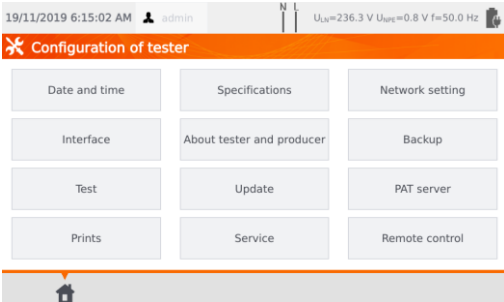 19/11/2019 6:15:02 AM admin N L U_LN=236.3 V U_NPE=0.8 V f=50.0 Hz
Configuration of tester
Date and time Specifications Network setting
Interface About tester and producer Backup
Test Update PAT server
Prints Service Remote control